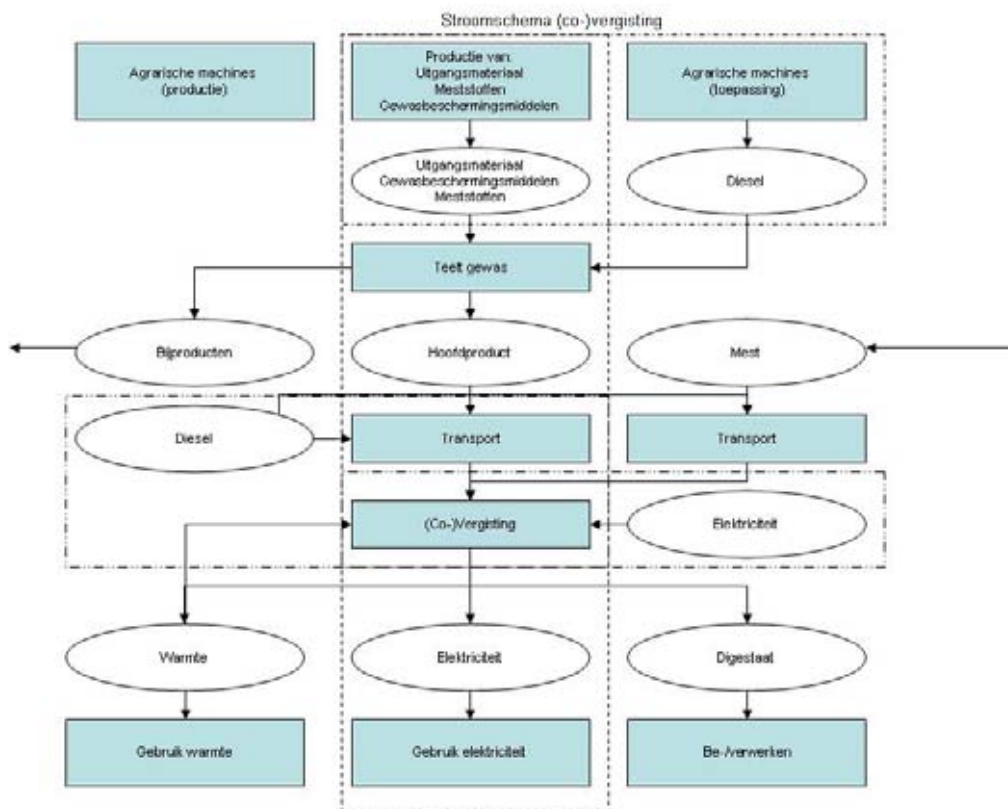 Stroomschema (co-)vergisting
Agrarische machines
(productie)
Productie van:
Uitgangsmateriaal
Meststoffen
Gewasbeschermingsmiddelen
Agrarische machines
(toepassing)
Uitgangsmateriaal
Gewasbeschermingsmiddelen
Meststoffen
Diesel
Teelt gewas
Bijproducten
Hoofdproduct
Mest
Diesel
Transport
Transport
(Co-)Vergisting
Elektriciteit
Warmte
Elektriciteit
Digestaat
Gebruik warmte
Gebruik elektriciteit
Be-/verwerken